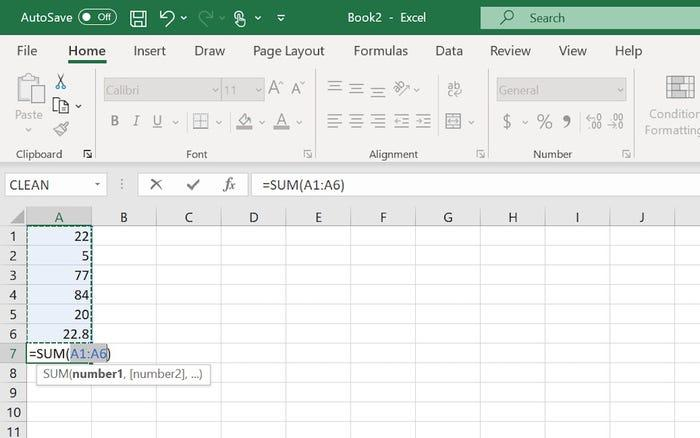 AutoSave Off Book2 - Excel Search
File Home Insert Draw Page Layout Formulas Data Review View Help
Calibri 11 A A ab General
Paste B I U A $ % Condition
Formatting
Clipboard Font Alignment Number
CLEAN fx =SUM(A1:A6)
A B C D E F G H I J
1 22
2 5
3 77
4 84
5 20
6 22.8
7 =SUM(A1:A6)
8 SUM(number1, [number2], ...)
9
10
11